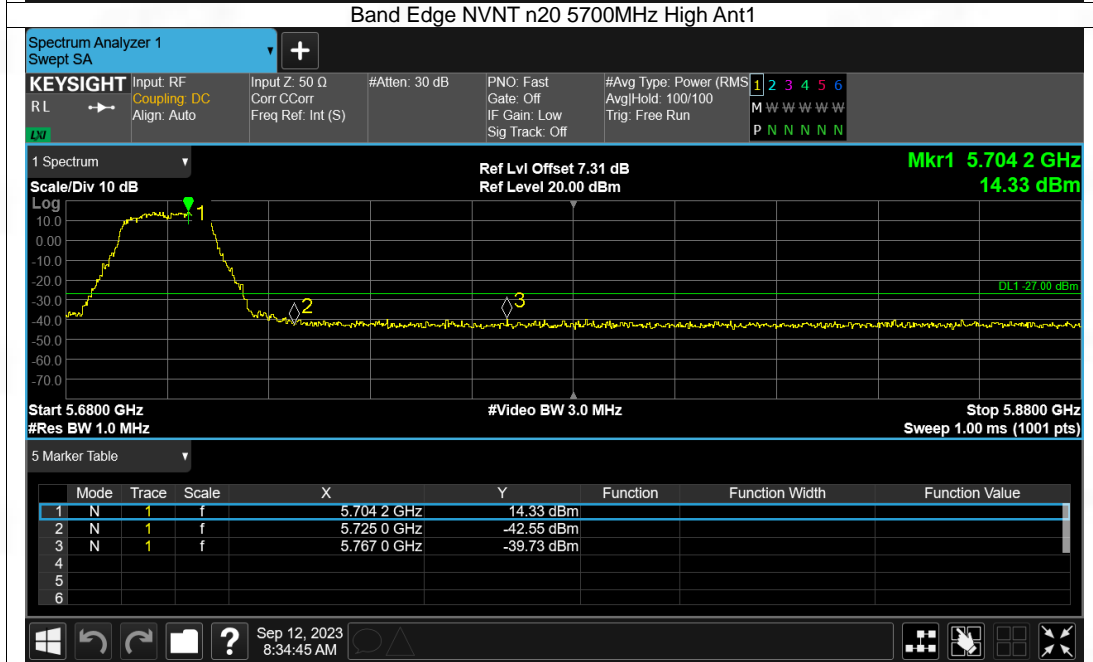 Band Edge NVNT n20 5700MHz High Ant1
Spectrum Analyzer 1
Swept SA
+
KEYSIGHT
R L
LXI
Input: RF
Coupling: DC
Align: Auto
Input Z: 50 Ω
Corr CCorr
Freq Ref: Int (S)
#Atten: 30 dB
PNO: Fast
Gate: Off
IF Gain: Low
Sig Track: Off
#Avg Type: Power (RMS
Avg|Hold: 100/100
Trig: Free Run
1 2 3 4 5 6
M W W W W W
P N N N N N
1 Spectrum
Scale/Div 10 dB
Ref Lvl Offset 7.31 dB
Ref Level 20.00 dBm
Mkr1 5.704 2 GHz
14.33 dBm
Log
10.0
0.00
-10.0
-20.0
-30.0
-40.0
-50.0
-60.0
-70.0
1
2
3
DL1 -27.00 dBm
Start 5.6800 GHz
#Res BW 1.0 MHz
#Video BW 3.0 MHz
Stop 5.8800 GHz
Sweep 1.00 ms (1001 pts)
5 Marker Table
Mode Trace Scale X Y Function Function Width Function Value
1 N 1 f 5.704 2 GHz 14.33 dBm
2 N 1 f 5.725 0 GHz -42.55 dBm
3 N 1 f 5.767 0 GHz -39.73 dBm
4
5
6
?
Sep 12, 2023
8:34:45 AM